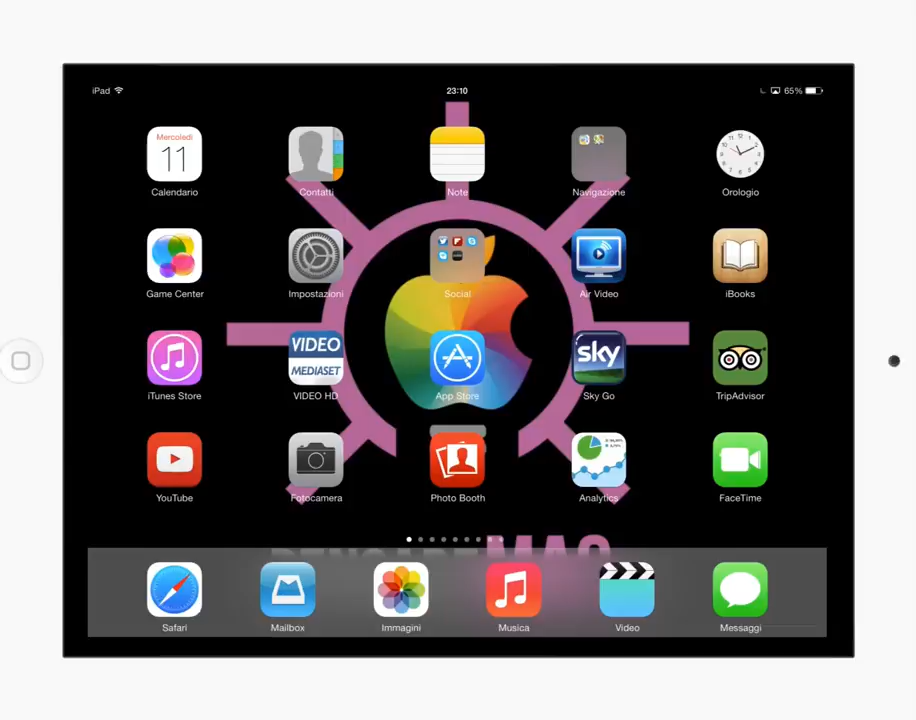 iPad
23:10
65%
Mercoledì
11
Calendario
Contatti
Note
Navigazione
Orologio
Game Center
Impostazioni
Social
Air Video
iBooks
iTunes Store
VIDEO
MEDIASET
VIDEO HD
App Store
sky
Sky Go
TripAdvisor
YouTube
Fotocamera
Photo Booth
Analytics
FaceTime
PENSAREMAC
Safari
Mailbox
Immagini
Musica
Video
Messaggi